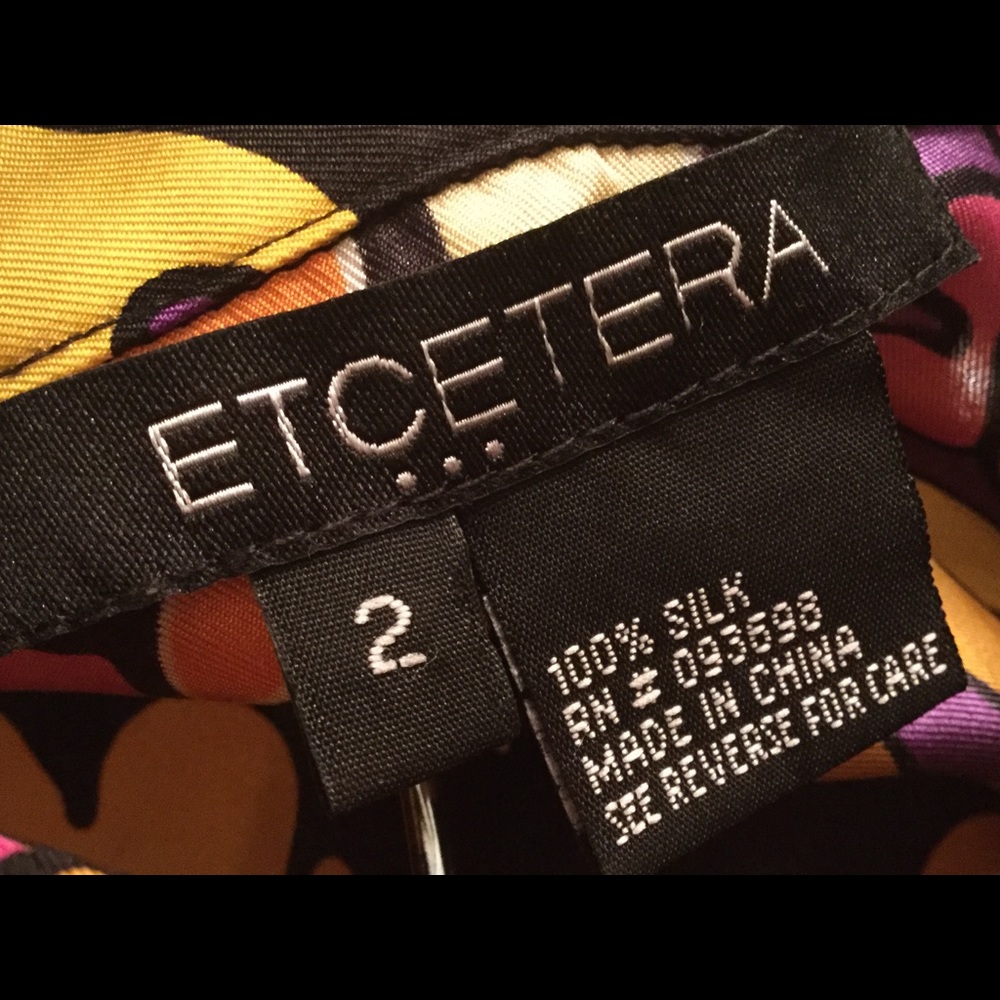 ETCETERA
...
2
100% SILK
RN # 093698
MADE IN CHINA
SEE REVERSE FOR CARE